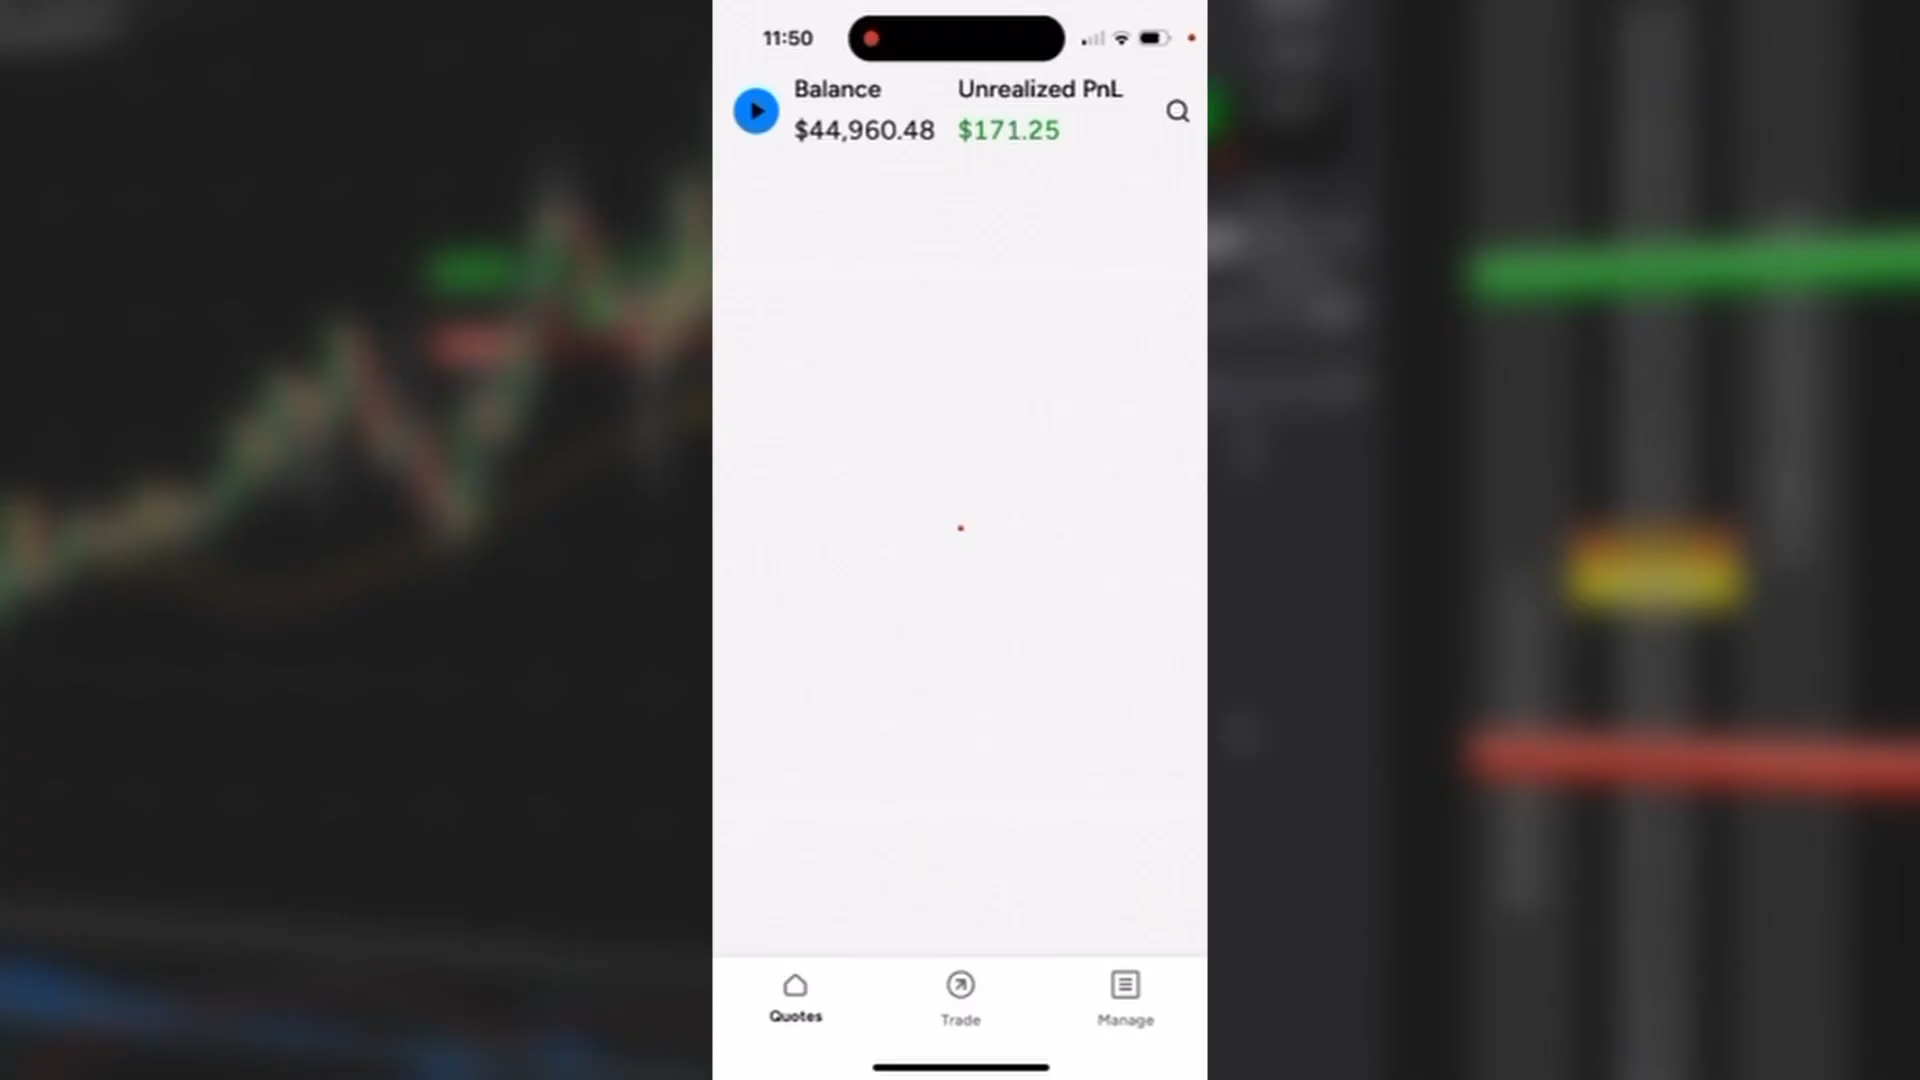 11:50
Balance
Unrealized PnL
$44,960.48
$171.25
Quotes
Trade
Manage